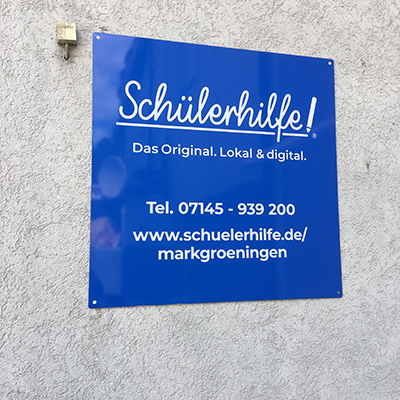 Schülerhilfe!®
Das Original. Lokal & digital.
Tel. 07145 - 939 200
www.schuelerhilfe.de/
markgroeningen